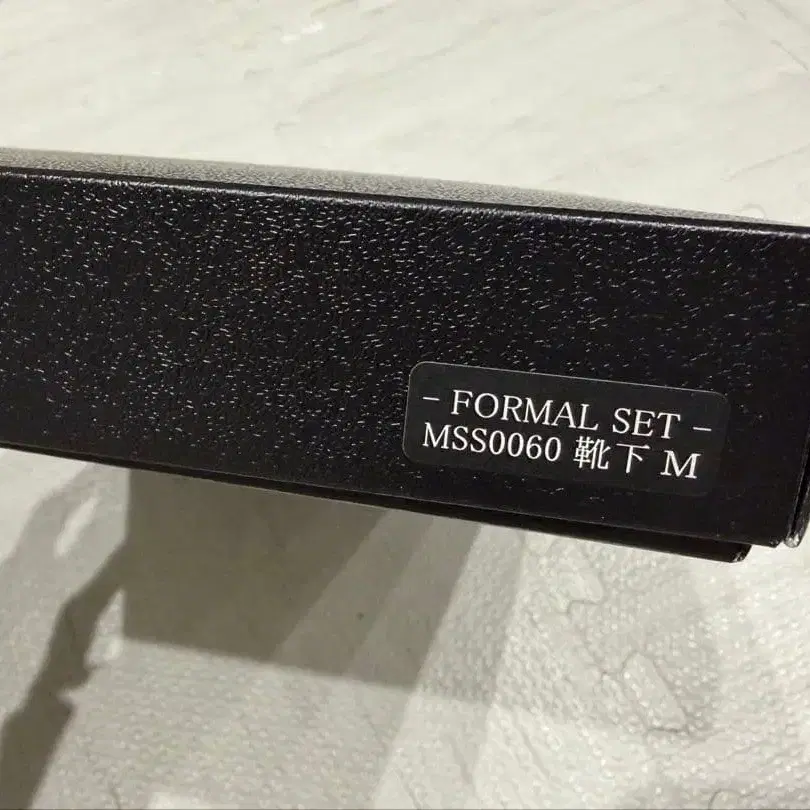 - FORMAL SET -
MSS0060 靴下 M